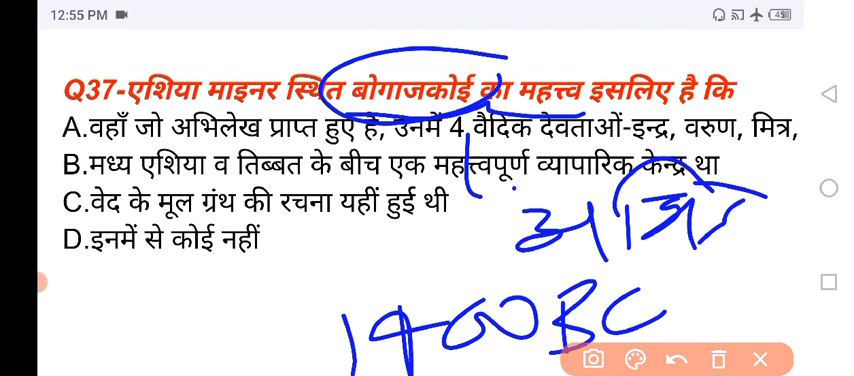 12:55 PM
Q37-एशिया माइनर स्थित बोगाजकोई का महत्त्व इसलिए है कि
A.वहाँ जो अभिलेख प्राप्त हुए हैं, उनमें 4 वैदिक देवताओं-इन्द्र, वरुण, मित्र,
B.मध्य एशिया व तिब्बत के बीच एक महत्त्वपूर्ण व्यापारिक केन्द्र था
C.वेद के मूल ग्रंथ की रचना यहीं हुई थी
D.इनमें से कोई नहीं
1400 BC